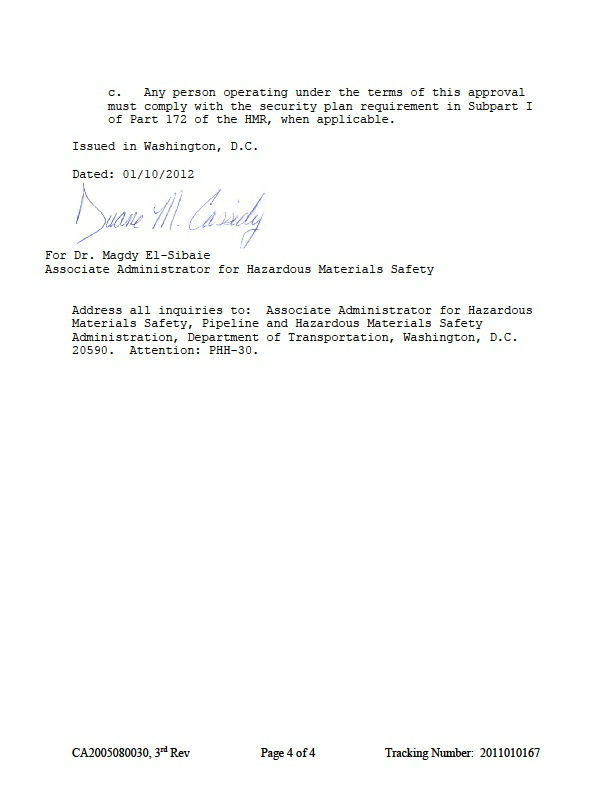 c. Any person operating under the terms of this approval
must comply with the security plan requirement in Subpart I
of Part 172 of the HMR, when applicable.
Issued in Washington, D.C.
Dated: 01/10/2012
Duane M. Cassidy
For Dr. Magdy El-Sibaie
Associate Administrator for Hazardous Materials Safety
Address all inquiries to: Associate Administrator for Hazardous
Materials Safety, Pipeline and Hazardous Materials Safety
Administration, Department of Transportation, Washington, D.C.
20590. Attention: PHH-30.
CA2005080030, 3rd Rev Page 4 of 4 Tracking Number: 2011010167